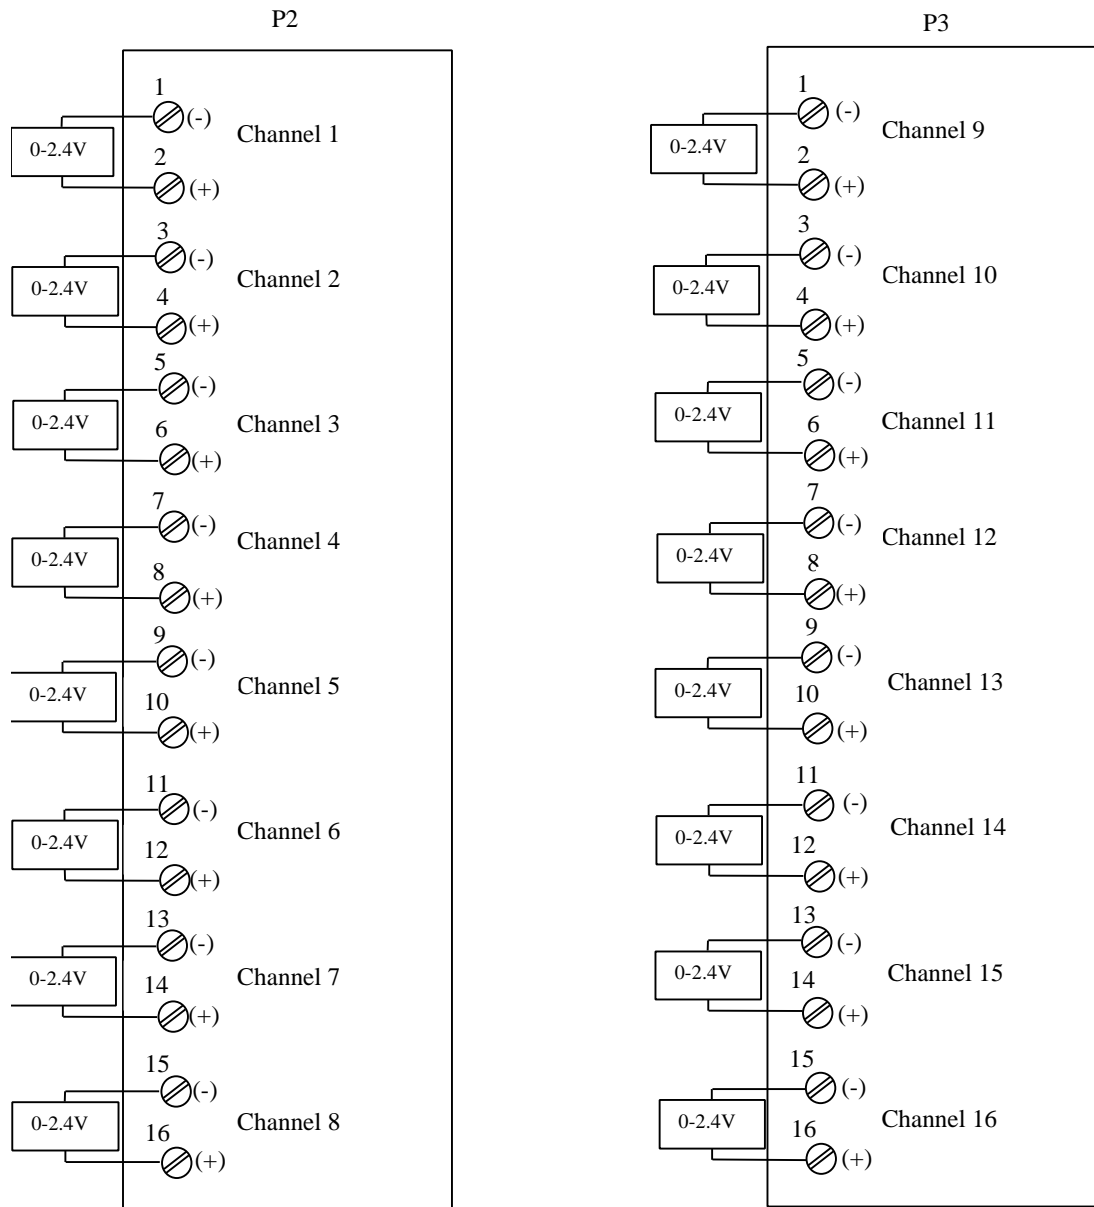 P2
1
(-)
Channel 1
0-2.4V
2
(+)
3
(-)
Channel 2
0-2.4V
4
(+)
5
(-)
Channel 3
0-2.4V
6
(+)
7
(-)
Channel 4
0-2.4V
8
(+)
9
(-)
Channel 5
0-2.4V
10
(+)
11
(-)
Channel 6
0-2.4V
12
(+)
13
(-)
Channel 7
0-2.4V
14
(+)
15
(-)
Channel 8
0-2.4V
16
(+)
P3
1
(-)
Channel 9
0-2.4V
2
(+)
3
(-)
Channel 10
0-2.4V
4
(+)
5
(-)
Channel 11
0-2.4V
6
(+)
7
(-)
Channel 12
0-2.4V
8
(+)
9
(-)
Channel 13
0-2.4V
10
(+)
11
(-)
Channel 14
0-2.4V
12
(+)
13
(-)
Channel 15
0-2.4V
14
(+)
15
(-)
Channel 16
0-2.4V
16
(+)